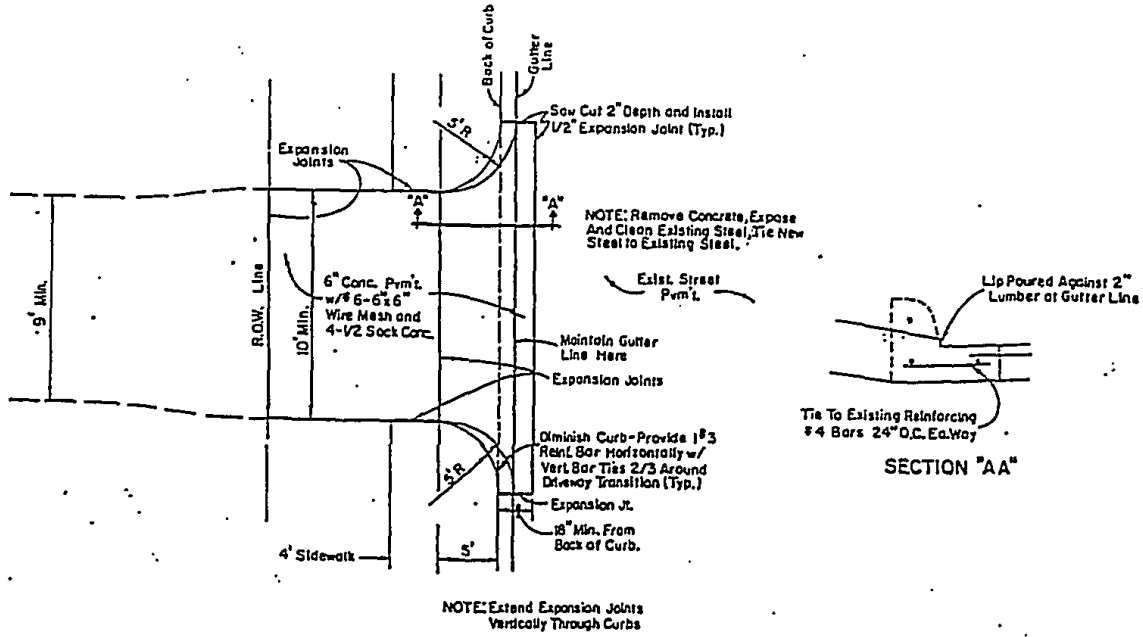 Back of Curb
Gutter
Line
Saw Cut 2" Depth and Install
1/2" Expansion Joint (Typ.)
5' R
Expansion
Joints
"A"
"A"
NOTE: Remove Concrete, Expose
And Clean Existing Steel, Tie New
Steel to Existing Steel.
9' Min.
R.O.W. Line
10' Min.
6" Conc. Pvm't.
w/# 6-6"x6"
Wire Mesh and
4-1/2 Sack Conc.
Exist. Street
Pvm't.
Maintain Gutter
Line Here
Expansion Joints
Lip Poured Against 2"
Lumber at Gutter Line
Tie To Existing Reinforcing
#4 Bars 24" O.C. Ea. Way
SECTION "AA"
Diminish Curb-Provide 1 #3
Reinf. Bar Horizontally w/
Vert. Bar Ties 2/3 Around
Driveway Transition (Typ.)
5' R
Expansion Jt.
18" Min. From
Back of Curb.
4' Sidewalk
5'
NOTE: Extend Expansion Joints
Vertically Through Curbs